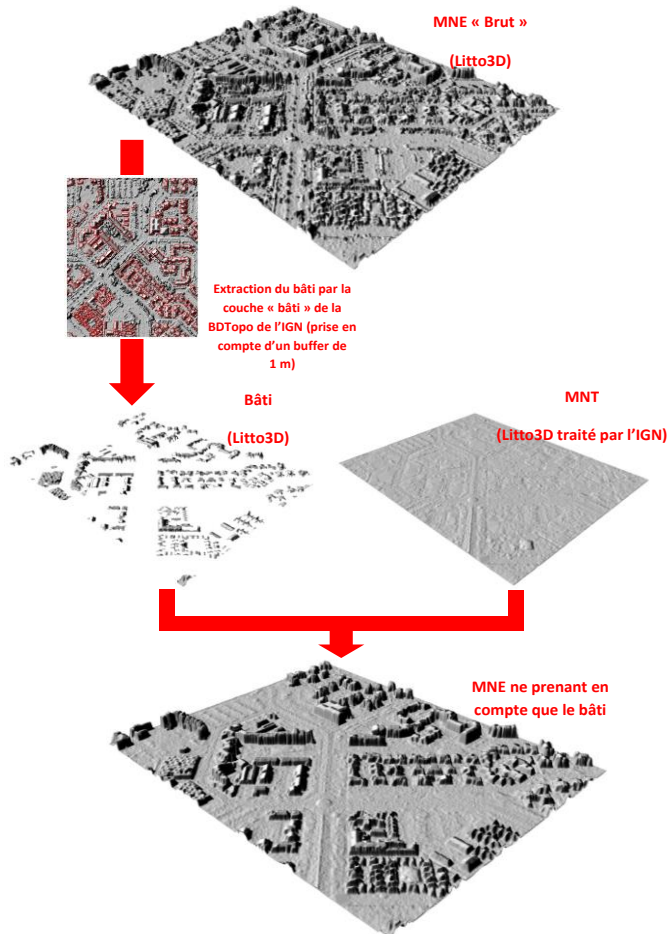 MNE « Brut »
(Litto3D)
Extraction du bâti par la
couche « bâti » de la
BDTopo de l'IGN (prise en
compte d'un buffer de
1 m)
Bâti
(Litto3D)
MNT
(Litto3D traité par l'IGN)
MNE ne prenant en
compte que le bâti